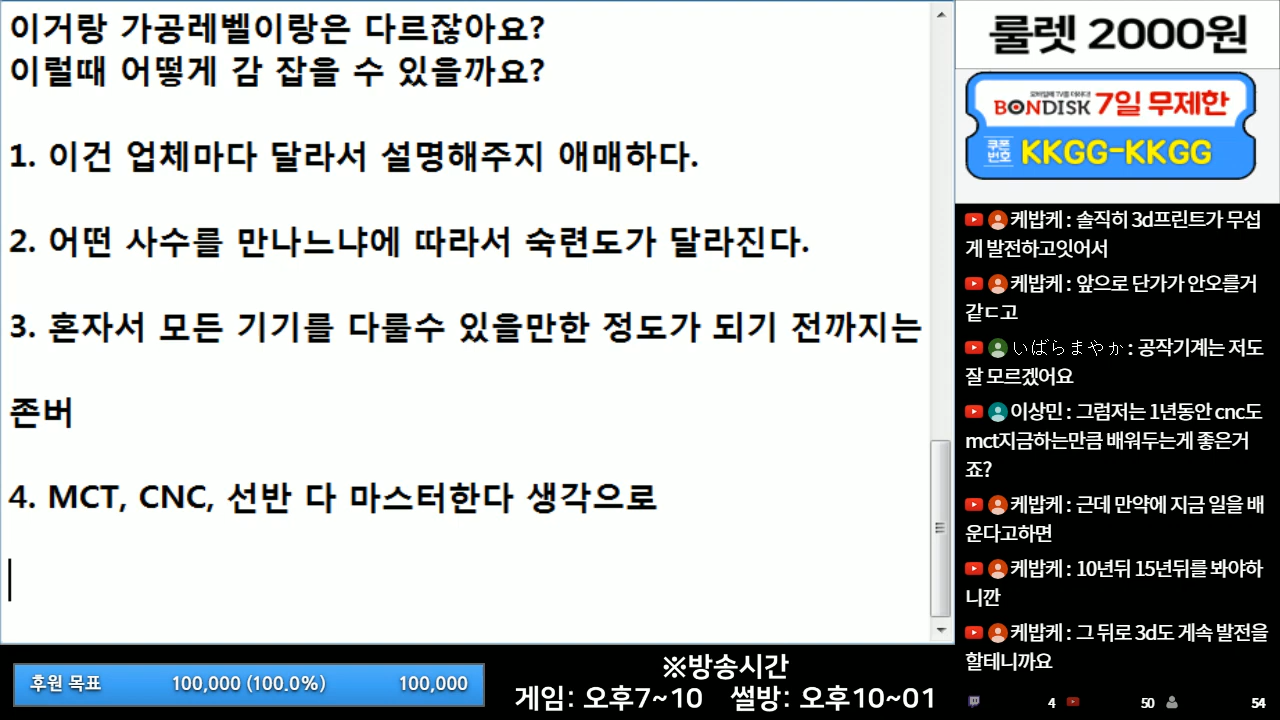 이거랑 가공레벨이랑은 다르잖아요?
이럴때 어떻게 감 잡을 수 있을까요?
1. 이건 업체마다 달라서 설명해주지 애매하다.
2. 어떤 사수를 만나느냐에 따라서 숙련도가 달라진다.
3. 혼자서 모든 기기를 다룰수 있을만한 정도가 되기 전까지는
존버
4. MCT, CNC, 선반 다 마스터한다 생각으로
룰렛 2000원
BONDISK 7일 무제한
쿠폰
번호 KKGG-KKGG
케밥케 : 솔직히 3d프린트가 무섭
게 발전하고잇어서
케밥케 : 앞으로 단가가 안오를거
같ㄷ고
いばらまやか : 공작기계는 저도
잘 모르겠어요
이상민 : 그럼저는 1년동안 cnc도
mct지금하는만큼 배워두는게 좋은거
죠?
케밥케 : 근데 만약에 지금 일을 배
운다고하면
케밥케 : 10년뒤 15년뒤를 봐야하
니깐
케밥케 : 그 뒤로 3d도 게속 발전을
할테니까요
후원 목표 100,000 (100.0%) 100,000
※방송시간
게임: 오후7~10 썰방: 오후10~01
4 50 54